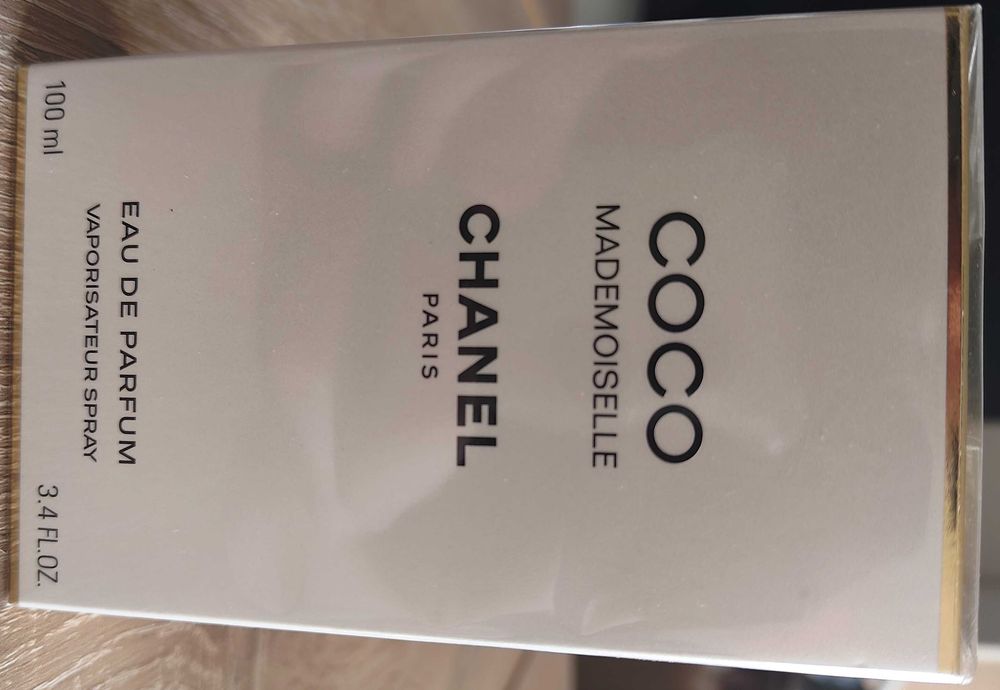 COCO
MADEMOISELLE
CHANEL
PARIS
EAU DE PARFUM
VAPORISATEUR SPRAY
100 ml 3.4 FL.OZ.